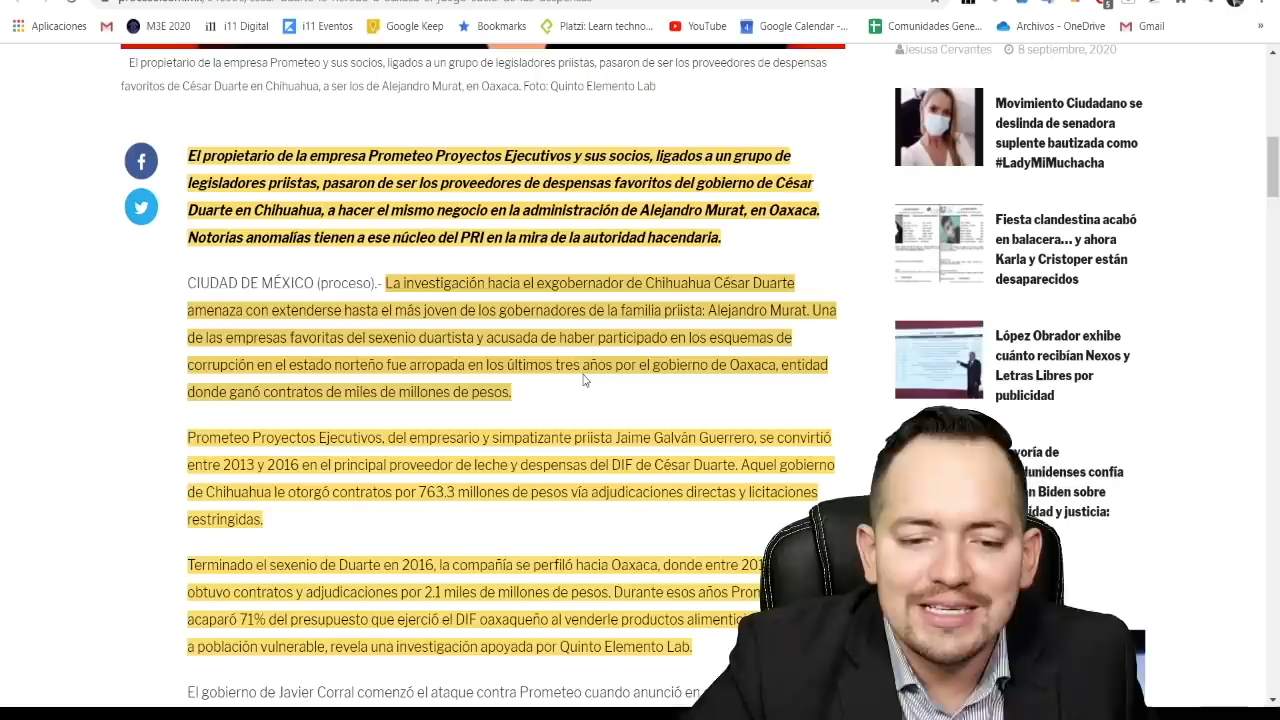 Aplicaciones M3E 2020 i11 Digital i11 Eventos Google Keep Proyectos - Basecamp Platzi: Learn techno... YouTube Google Calendar -... Comunidades Gene... Archivos – OneDrive Gmail »
El propietario de la empresa Prometeo y sus socios, ligados a un grupo de legisladores priistas, pasaron de ser los proveedores de despensas
favoritos de César Duarte en Chihuahua, a ser los de Alejandro Murat, en Oaxaca. Foto: Quinto Elemento Lab
El propietario de la empresa Prometeo Proyectos Ejecutivos y sus socios, ligados a un grupo de
legisladores priistas, pasaron de ser los proveedores de despensas favoritos del gobierno de César
Duarte en Chihuahua, a hacer el mismo negocio en la administración de Alejandro Murat, en Oaxaca.
Nuevas anomalías tienen a ese núcleo del PRI en la mira de la autoridad hacendaria.
CIUDAD DE MÉXICO (proceso).- La investigación hacia el exgobernador de Chihuahua César Duarte
amenaza con extenderse hasta el más joven de los gobernadores de la familia priista: Alejandro Murat. Una
de las empresas favoritas del sexenio duartista y acusada de haber participado en los esquemas de
corrupción en el estado norteño fue arropada en los últimos tres años por el gobierno de Oaxaca, entidad
donde ganó contratos de miles de millones de pesos.
Prometeo Proyectos Ejecutivos, del empresario y simpatizante priista Jaime Galván Guerrero, se convirtió
entre 2013 y 2016 en el principal proveedor de leche y despensas del DIF de César Duarte. Aquel gobierno
de Chihuahua le otorgó contratos por 763.3 millones de pesos vía adjudicaciones directas y licitaciones
restringidas.
Terminado el sexenio de Duarte en 2016, la compañía se perfiló hacia Oaxaca, donde entre 201
obtuvo contratos y adjudicaciones por 2.1 miles de millones de pesos. Durante esos años Pron
acaparó 71% del presupuesto que ejerció el DIF oaxaqueño al venderle productos alimentic
a población vulnerable, revela una investigación apoyada por Quinto Elemento Lab.
El gobierno de Javier Corral comenzó el ataque contra Prometeo cuando anunció en
Jesusa Cervantes 8 septiembre, 2020
Movimiento Ciudadano se
deslinda de senadora
suplente bautizada como
#LadyMiMuchacha
Fiesta clandestina acabó
en balacera... y ahora
Karla y Cristoper están
desaparecidos
López Obrador exhibe
cuánto recibían Nexos y
Letras Libres por
publicidad
yoría de
dunidenses confía
n Biden sobre
idad y justicia: